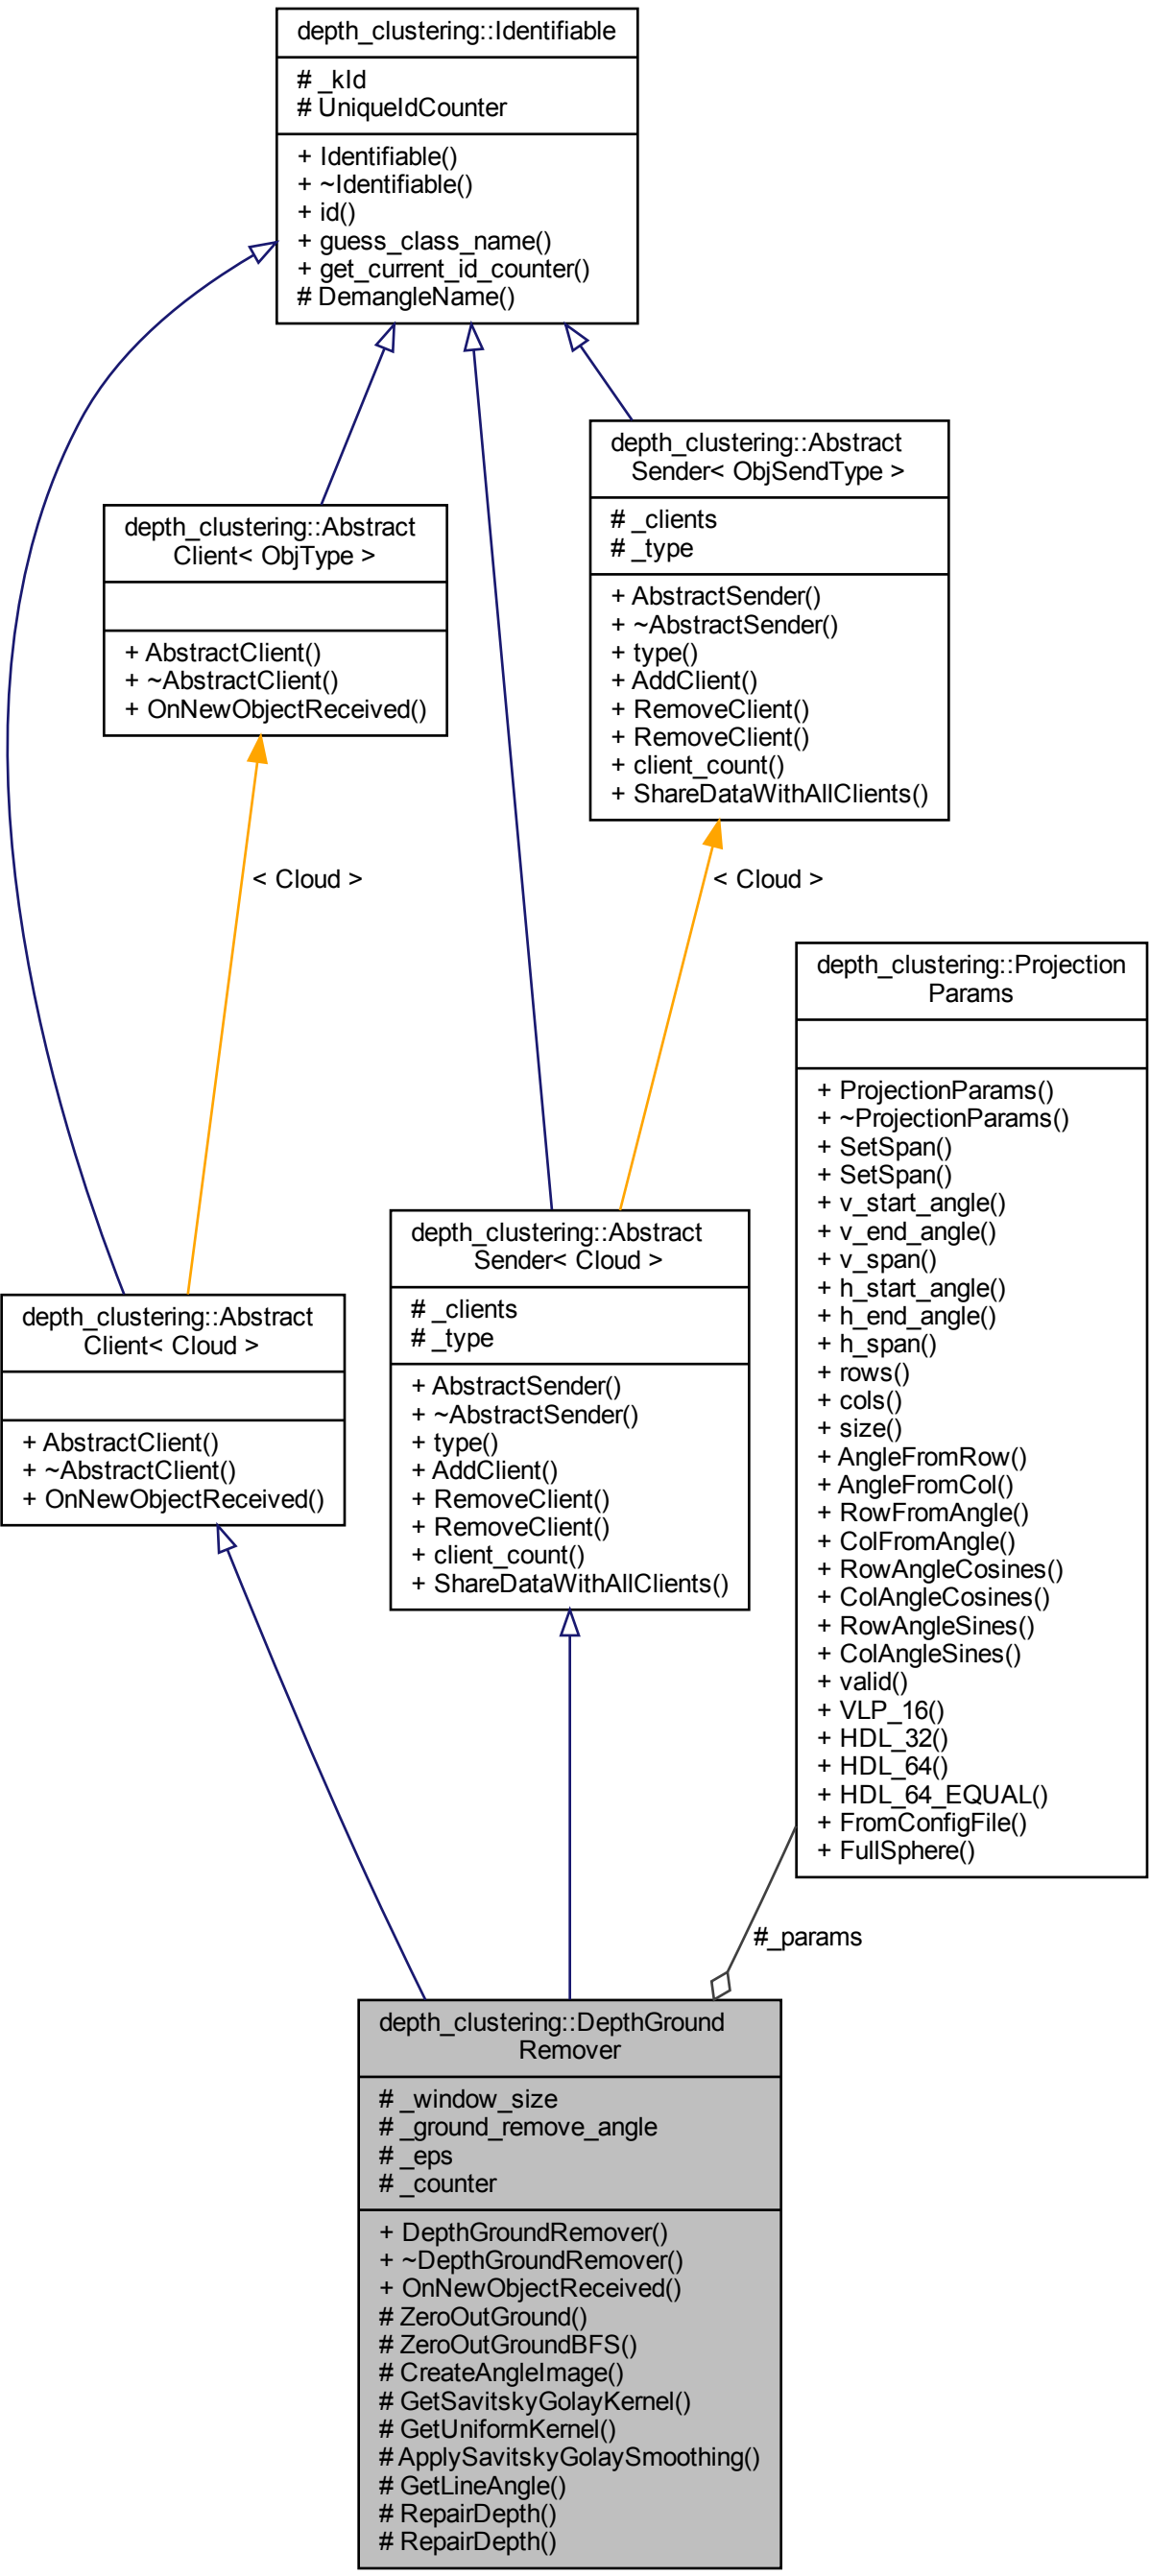 depth_clustering::Identifiable
# _kId
# UniqueIdCounter
+ Identifiable()
+ ~Identifiable()
+ id()
+ guess_class_name()
+ get_current_id_counter()
# DemangleName()
depth_clustering::Abstract
Sender< ObjSendType >
# _clients
# _type
+ AbstractSender()
+ ~AbstractSender()
+ type()
+ AddClient()
+ RemoveClient()
+ RemoveClient()
+ client_count()
+ ShareDataWithAllClients()
depth_clustering::Abstract
Client< ObjType >
+ AbstractClient()
+ ~AbstractClient()
+ OnNewObjectReceived()
< Cloud >
< Cloud >
depth_clustering::Projection
Params
+ ProjectionParams()
+ ~ProjectionParams()
+ SetSpan()
+ SetSpan()
+ v_start_angle()
+ v_end_angle()
+ v_span()
+ h_start_angle()
+ h_end_angle()
+ h_span()
+ rows()
+ cols()
+ size()
+ AngleFromRow()
+ AngleFromCol()
+ RowFromAngle()
+ ColFromAngle()
+ RowAngleCosines()
+ ColAngleCosines()
+ RowAngleSines()
+ ColAngleSines()
+ valid()
+ VLP_16()
+ HDL_32()
+ HDL_64()
+ HDL_64_EQUAL()
+ FromConfigFile()
+ FullSphere()
depth_clustering::Abstract
Sender< Cloud >
# _clients
# _type
+ AbstractSender()
+ ~AbstractSender()
+ type()
+ AddClient()
+ RemoveClient()
+ RemoveClient()
+ client_count()
+ ShareDataWithAllClients()
depth_clustering::Abstract
Client< Cloud >
+ AbstractClient()
+ ~AbstractClient()
+ OnNewObjectReceived()
#_params
depth_clustering::DepthGround
Remover
# _window_size
# _ground_remove_angle
# _eps
# _counter
+ DepthGroundRemover()
+ ~DepthGroundRemover()
+ OnNewObjectReceived()
# ZeroOutGround()
# ZeroOutGroundBFS()
# CreateAngleImage()
# GetSavitskyGolayKernel()
# GetUniformKernel()
# ApplySavitskyGolaySmoothing()
# GetLineAngle()
# RepairDepth()
# RepairDepth()